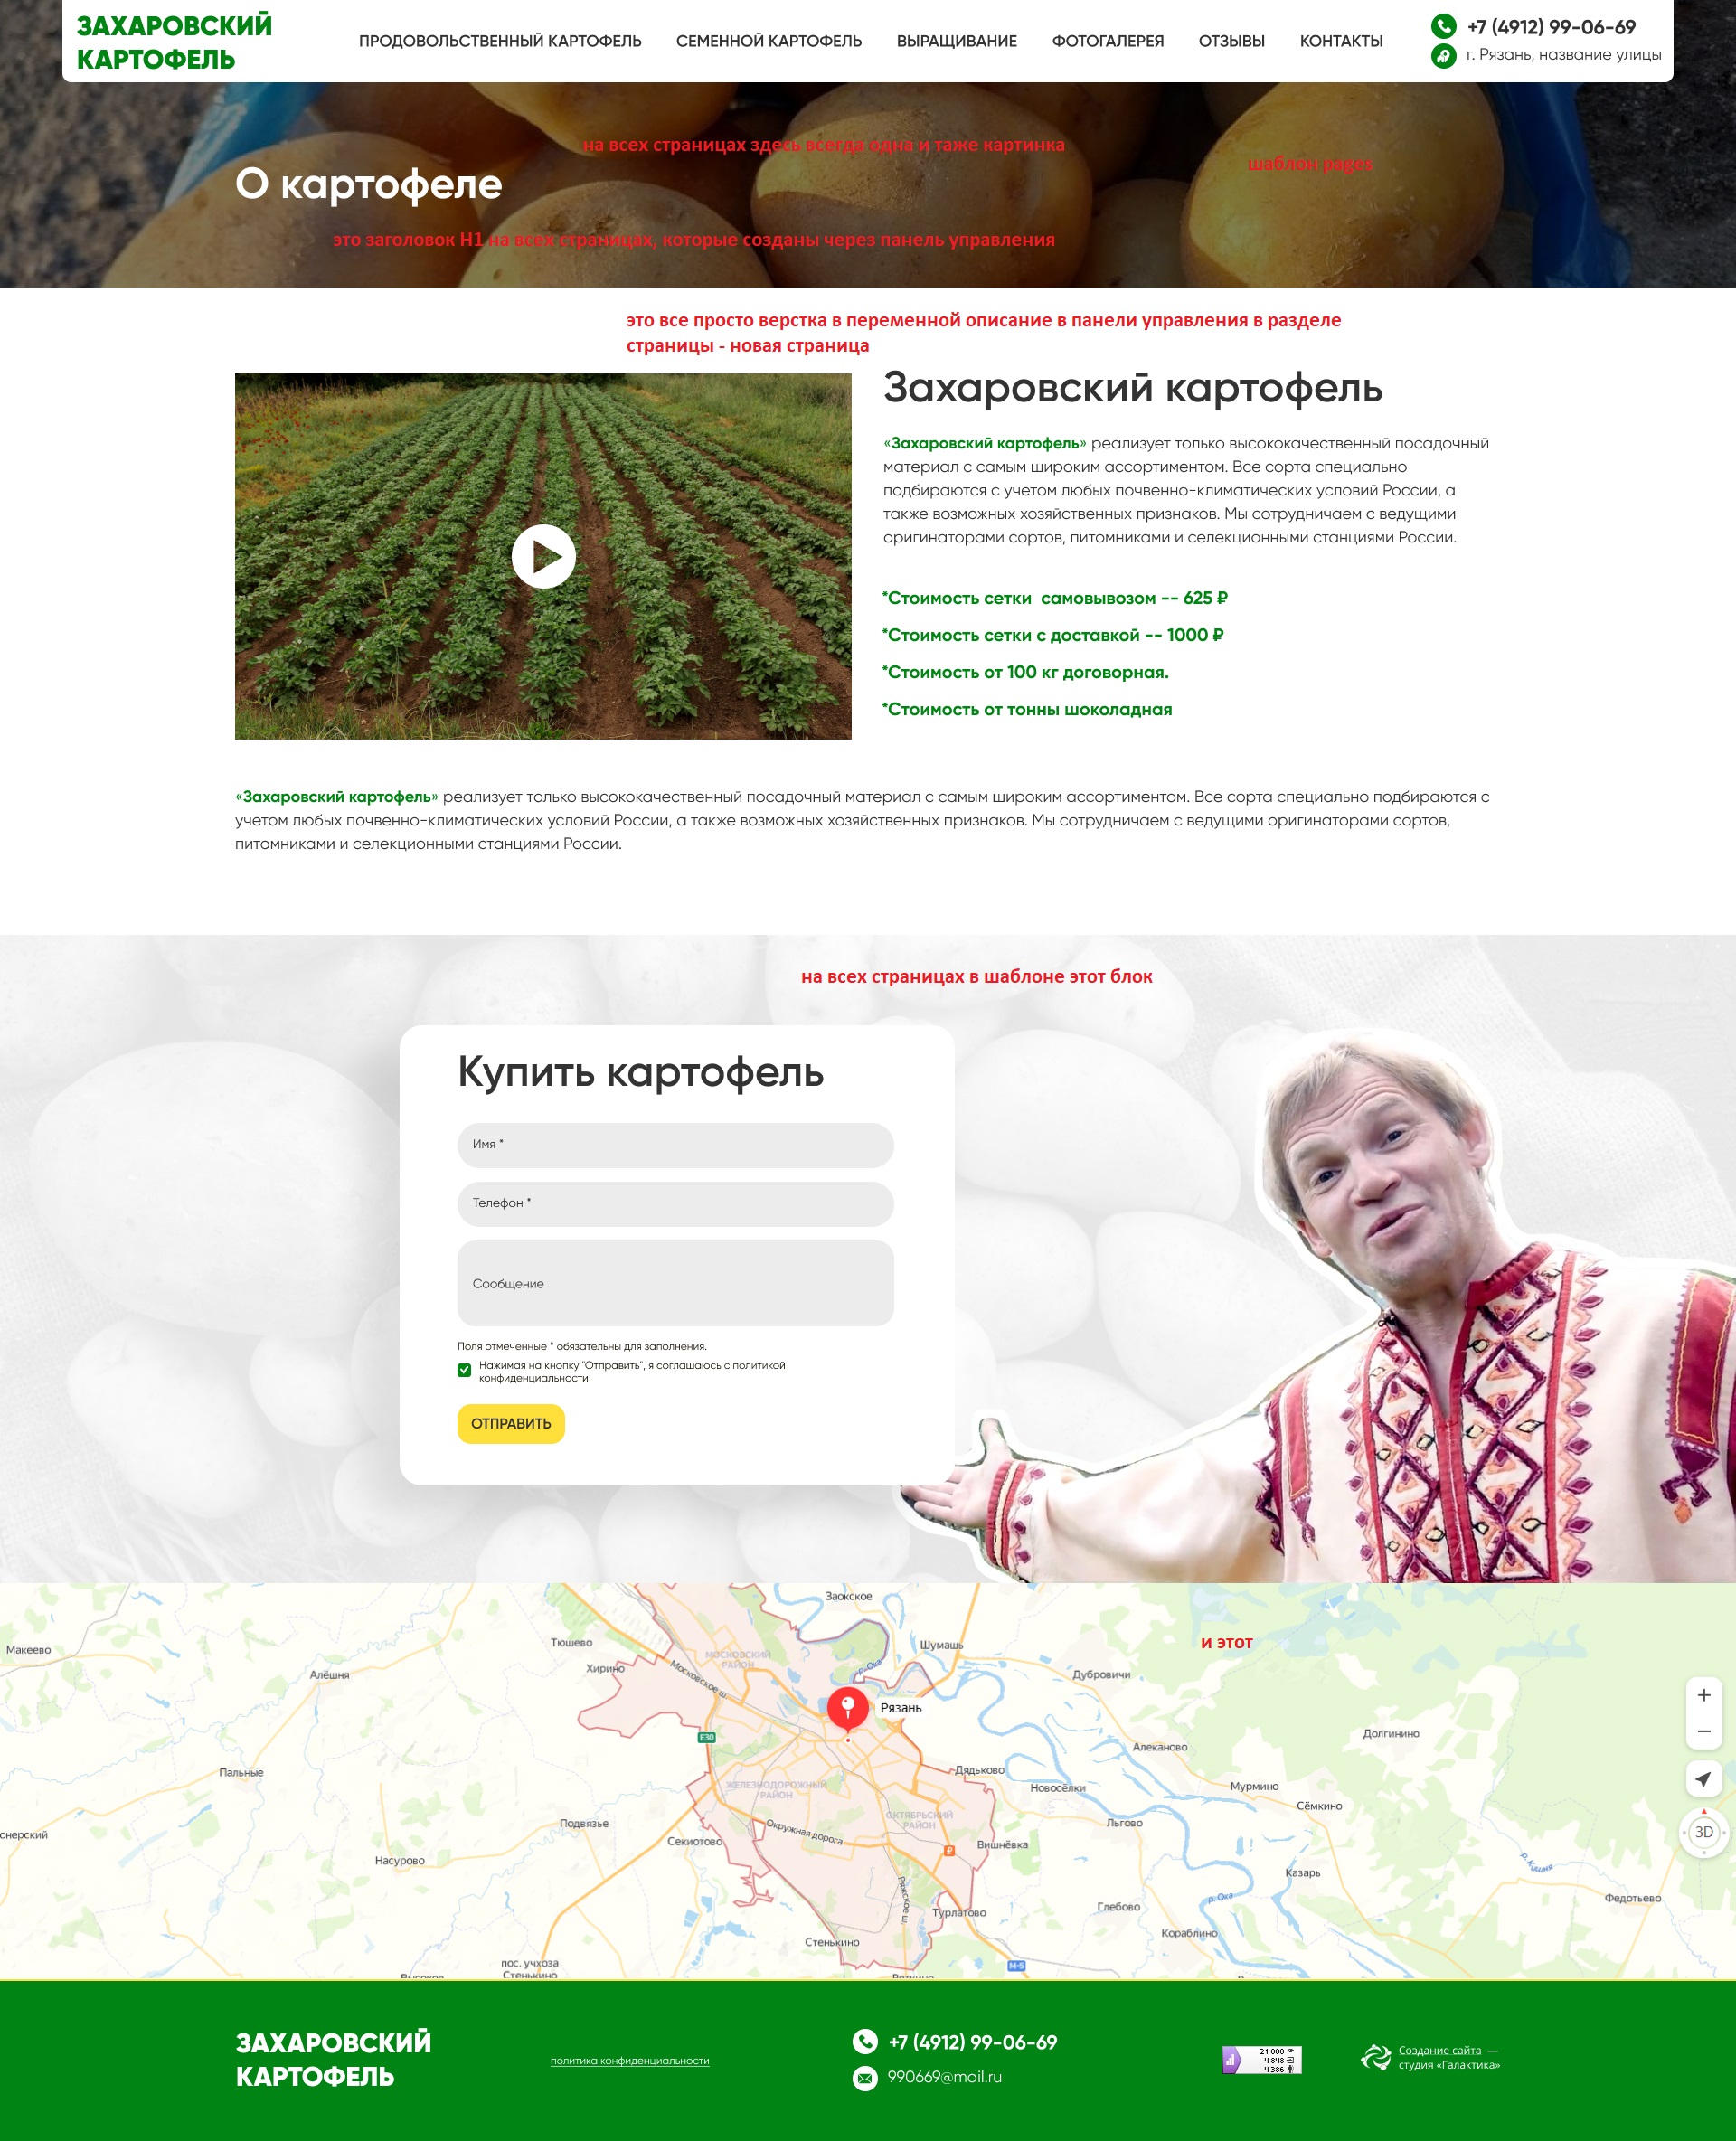 ЗАХАРОВСКИЙ
КАРТОФЕЛЬ
ПРОДОВОЛЬСТВЕННЫЙ КАРТОФЕЛЬ СЕМЕННОЙ КАРТОФЕЛЬ ВЫРАЩИВАНИЕ ФОТОГАЛЕРЕЯ ОТЗЫВЫ КОНТАКТЫ
+7 (4912) 99-06-69
г. Рязань, название улицы
на всех страницах здесь всегда одна и таже картинка
шаблон pages
О картофеле
это заголовок H1 на всех страницах, которые созданы через панель управления
это все просто верстка в переменной описание в панели управления в разделе
страницы - новая страница
Захаровский картофель
«Захаровский картофель» реализует только высококачественный посадочный
материал с самым широким ассортиментом. Все сорта специально
подбираются с учетом любых почвенно-климатических условий России, а
также возможных хозяйственных признаков. Мы сотрудничаем с ведущими
оригинаторами сортов, питомниками и селекционными станциями России.
*Стоимость сетки самовывозом -- 625 ₽
*Стоимость сетки с доставкой -- 1000 ₽
*Стоимость от 100 кг договорная.
*Стоимость от тонны шоколадная
«Захаровский картофель» реализует только высококачественный посадочный материал с самым широким ассортиментом. Все сорта специально подбираются с
учетом любых почвенно-климатических условий России, а также возможных хозяйственных признаков. Мы сотрудничаем с ведущими оригинаторами сортов,
питомниками и селекционными станциями России.
на всех страницах в шаблоне этот блок
Купить картофель
Имя *
Телефон *
Сообщение
Поля отмеченные * обязательны для заполнения.
Нажимая на кнопку "Отправить", я соглашаюсь с политикой
конфиденциальности
ОТПРАВИТЬ
и этот
Заокское
Макеево
Тюшево
Шумашь
МОСКОВСКИЙ
РАЙОН
Алёшня
Хирино
Московское ш.
р. Ока
Дубровичи
Рязань
E30
Долгинино
Алеканово
Пальные
Дядьково
ЖЕЛЕЗНОДОРОЖНЫЙ
РАЙОН
Новосёлки
Мурмино
Сёмкино
ОКТЯБРЬСКИЙ
РАЙОН
Подвязье
Льгово
онерский
Секиотово
Окружная дорога
Вишнёвка
3D
Насурово
Казарь
Ряжское ш.
р. Ока
Федотьево
Глебово
Турлатово
Кораблино
Стенькино
пос. учхоза
Стенькино
М-5
ЗАХАРОВСКИЙ
КАРТОФЕЛЬ
политика конфиденциальности
+7 (4912) 99-06-69
990669@mail.ru
21 800
4 848
4 386
Создание сайта —
студия «Галактика»